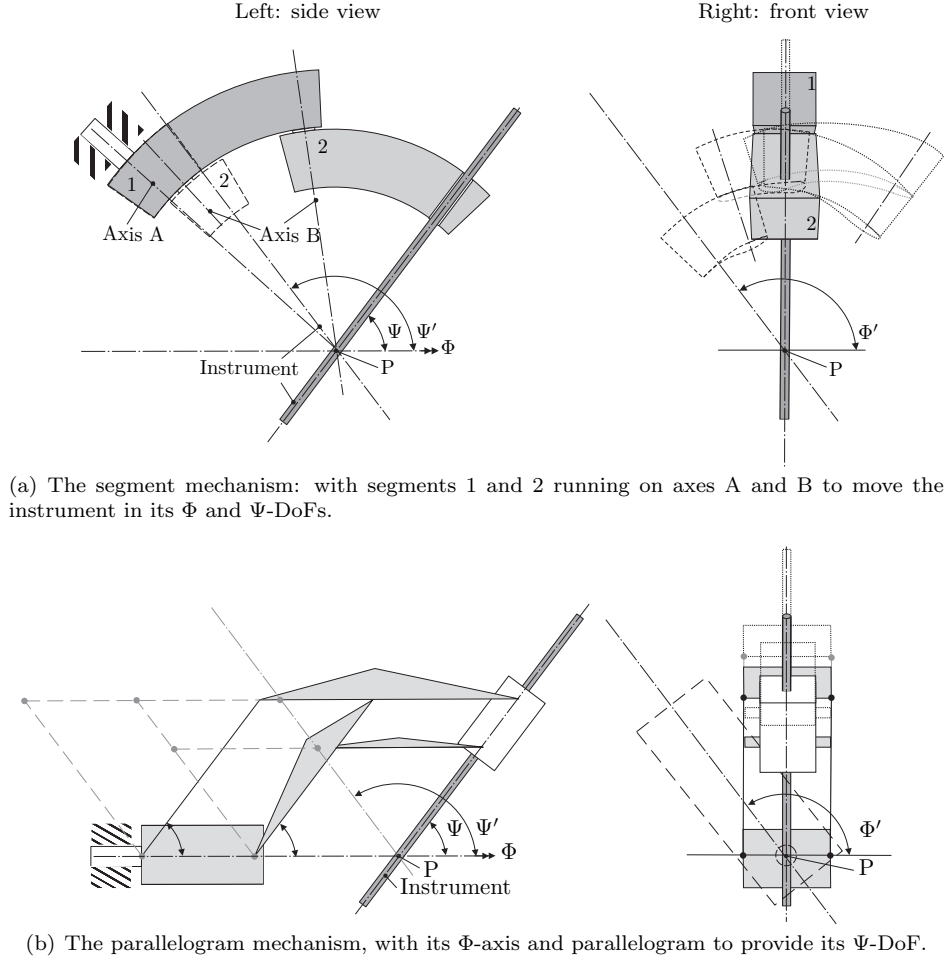 Left: side view
Right: front view
1
2
2
Axis A
Axis B
Ψ
Ψ′
Φ
Instrument
P
1
2
Φ′
P
(a) The segment mechanism: with segments 1 and 2 running on axes A and B to move the
instrument in its Φ and Ψ-DoFs.
Ψ
Ψ′
Φ
P
Instrument
Φ′
P
(b) The parallelogram mechanism, with its Φ-axis and parallelogram to provide its Ψ-DoF.